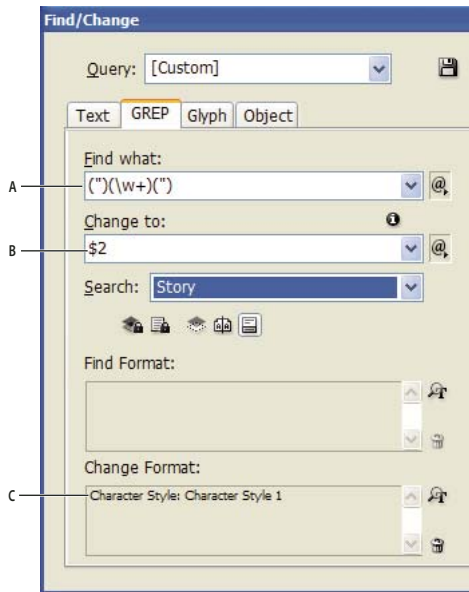 Find/Change
Query: [Custom]
Text GREP Glyph Object
Find what:
A (")(\w+)(") @
Change to:
B $2 @
Search: Story
Find Format:
Change Format:
C Character Style: Character Style 1